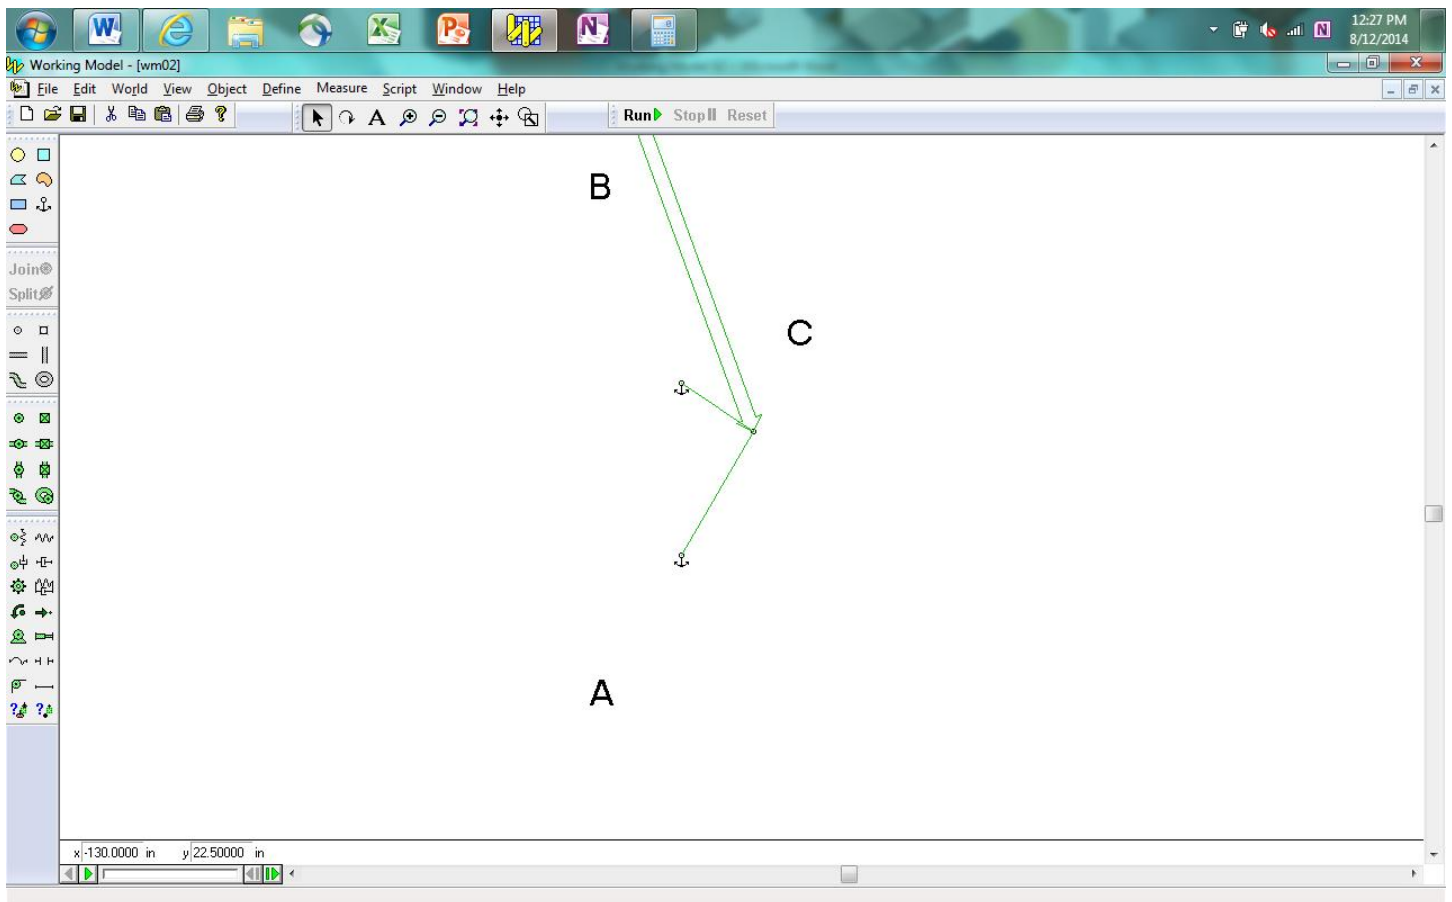 12:27 PM
8/12/2014
Working Model - [wm02]
File Edit World View Object Define Measure Script Window Help
A Run Stop Reset
B
Join
Split
C
A
x -130.0000 in y 22.50000 in